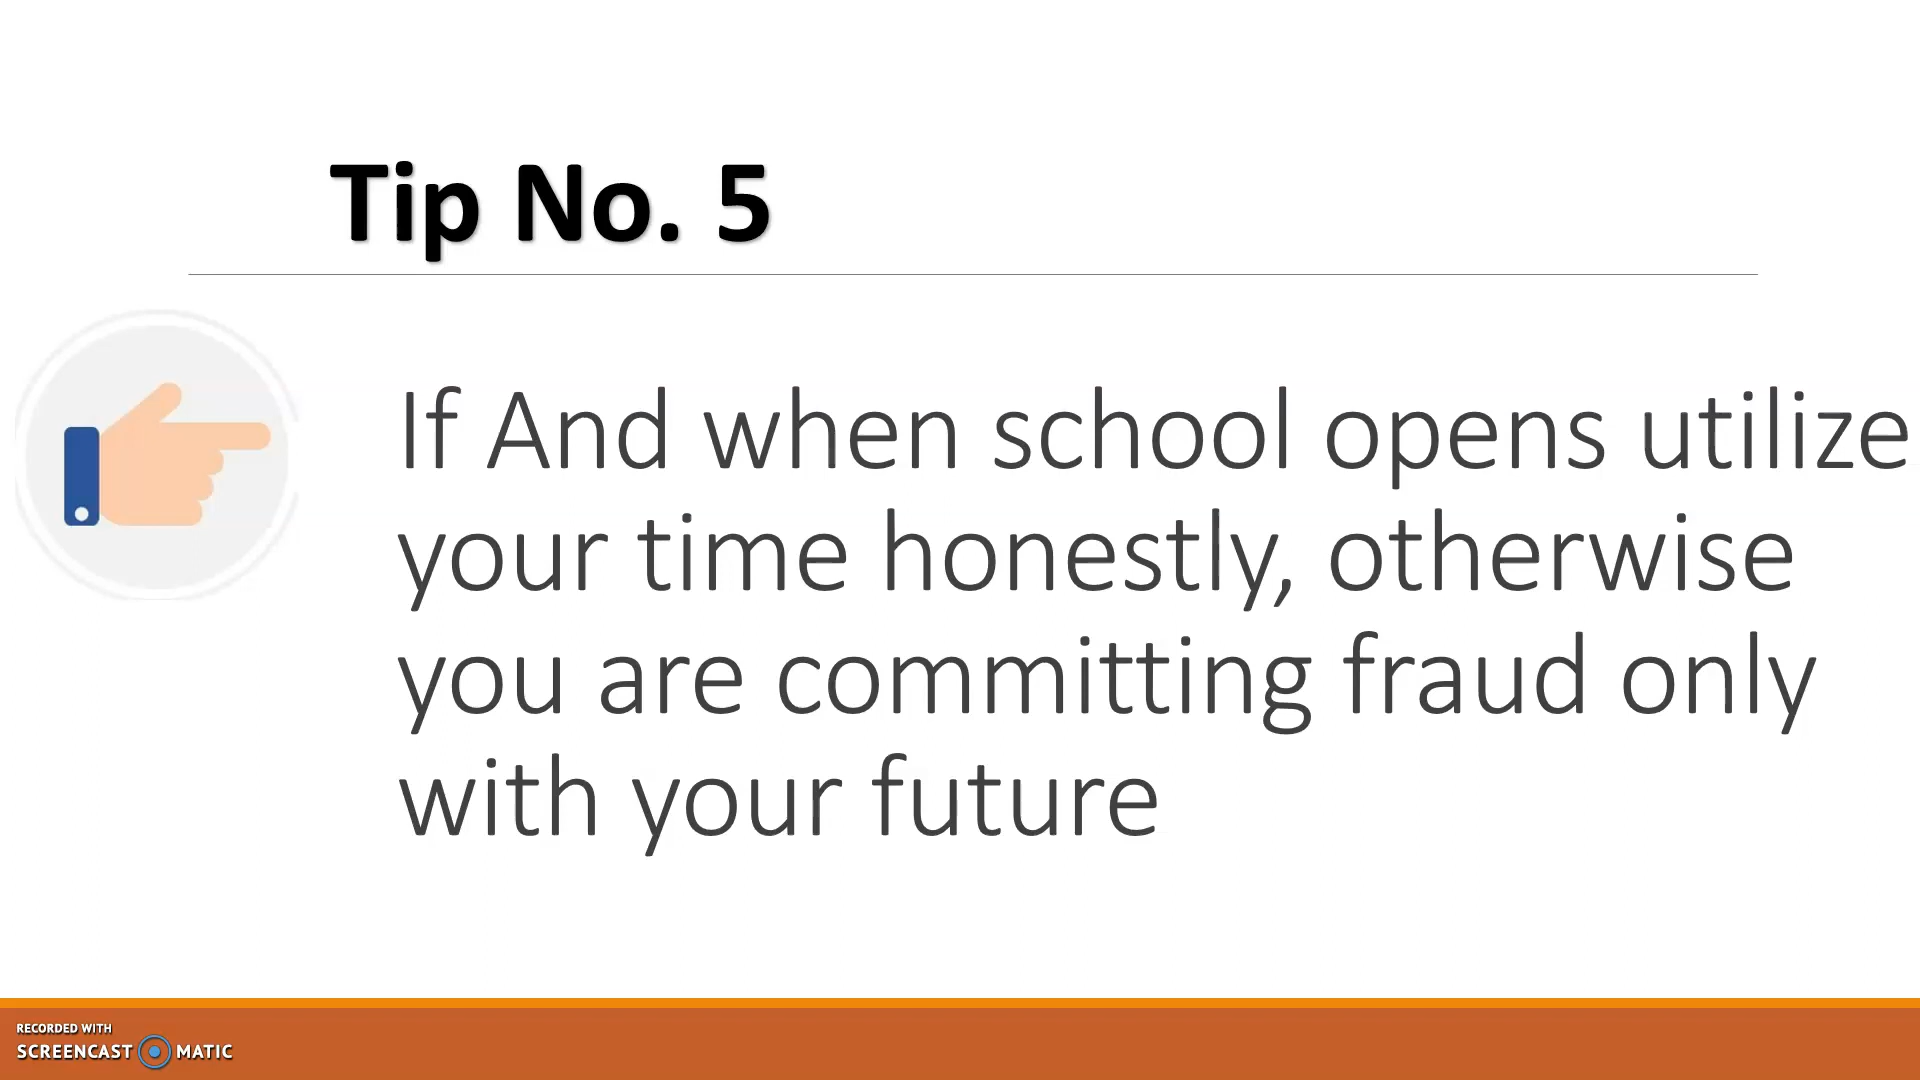 Tip No. 5
If And when school opens utilize
your time honestly, otherwise
you are committing fraud only
with your future
RECORDED WITH
SCREENCAST MATIC